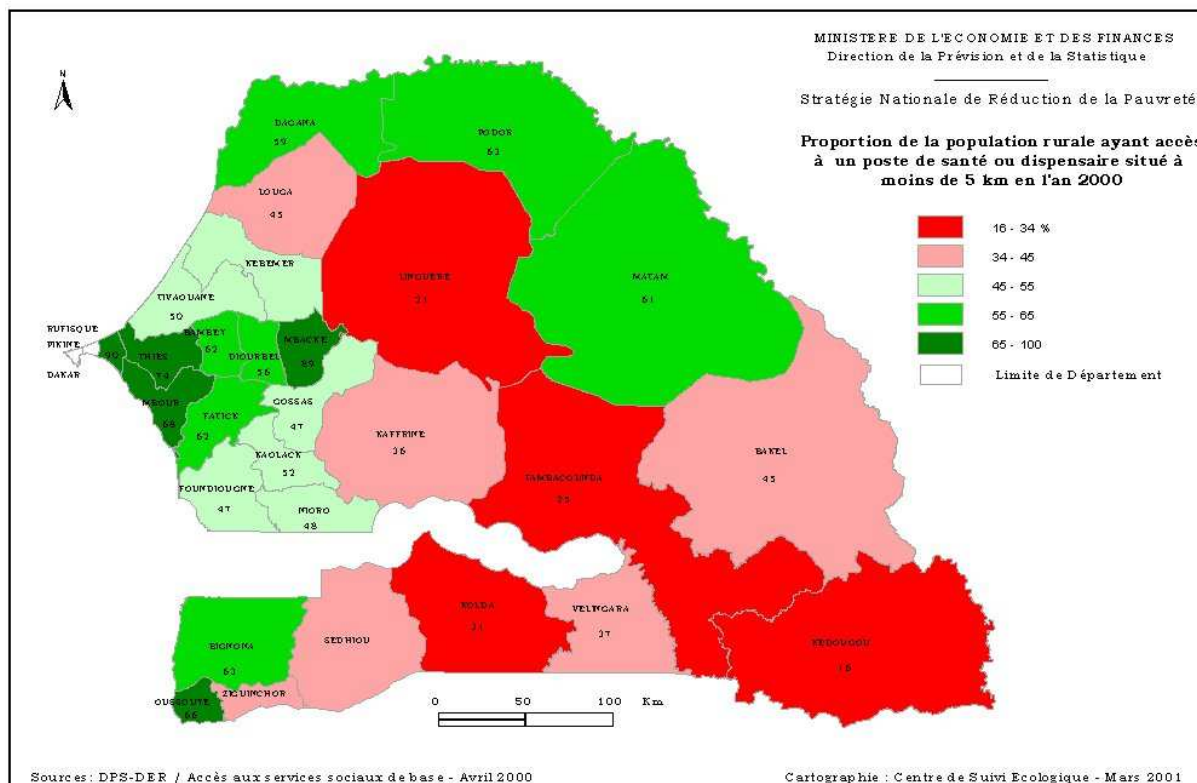 MINISTERE DE L'ECONOMIE ET DES FINANCES
Direction de la Prévision et de la Statistique
Stratégie Nationale de Réduction de la Pauvreté
Proportion de la population rurale ayant accès
à un poste de santé ou dispensaire situé à
moins de 5 km en l'an 2000
16 - 34 %
34 - 45
45 - 55
55 - 65
65 - 100
Limite de Département
N
DAGANA
59
PODOR
LOUGA
45
KEBEMER
LINGUERE
MATAM
61
TIVAOUANE
50
RUFISQUE
PIKINE
DAKAR
THIES
BAMBEY
62
DIOURBEL
56
MBACKE
89
MBOUR
68
FATICK
62
GOSSAS
47
KAOLACK
52
KAFFRINE
36
FOUNDIOUGNE
47
NIORO
48
TAMBACOUNDA
BAKEL
45
KOLDA
VELINGARA
37
SEDHIOU
KEDOUGOU
16
BIGNONA
63
ZIGUINCHOR
OUSSOUYE
66
0 50 100 Km
Sources: DPS-DER / Accès aux services sociaux de base - Avril 2000
Cartographie : Centre de Suivi Ecologique - Mars 2001